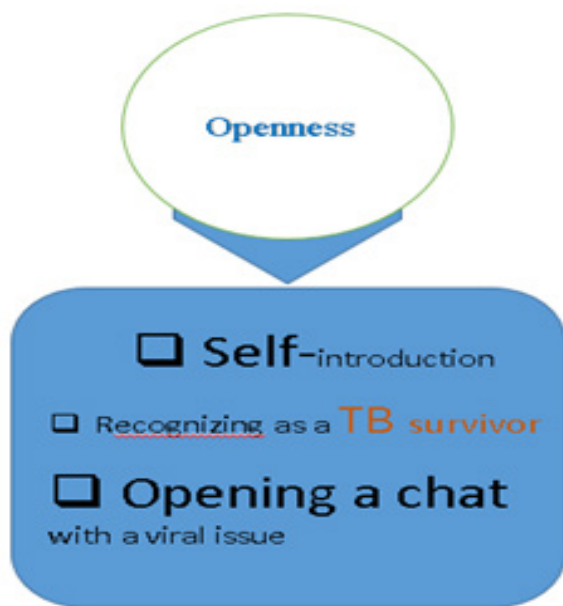 Openness
❑ Self-introduction
❑ Recognizing as a TB survivor
❑ Opening a chat
with a viral issue